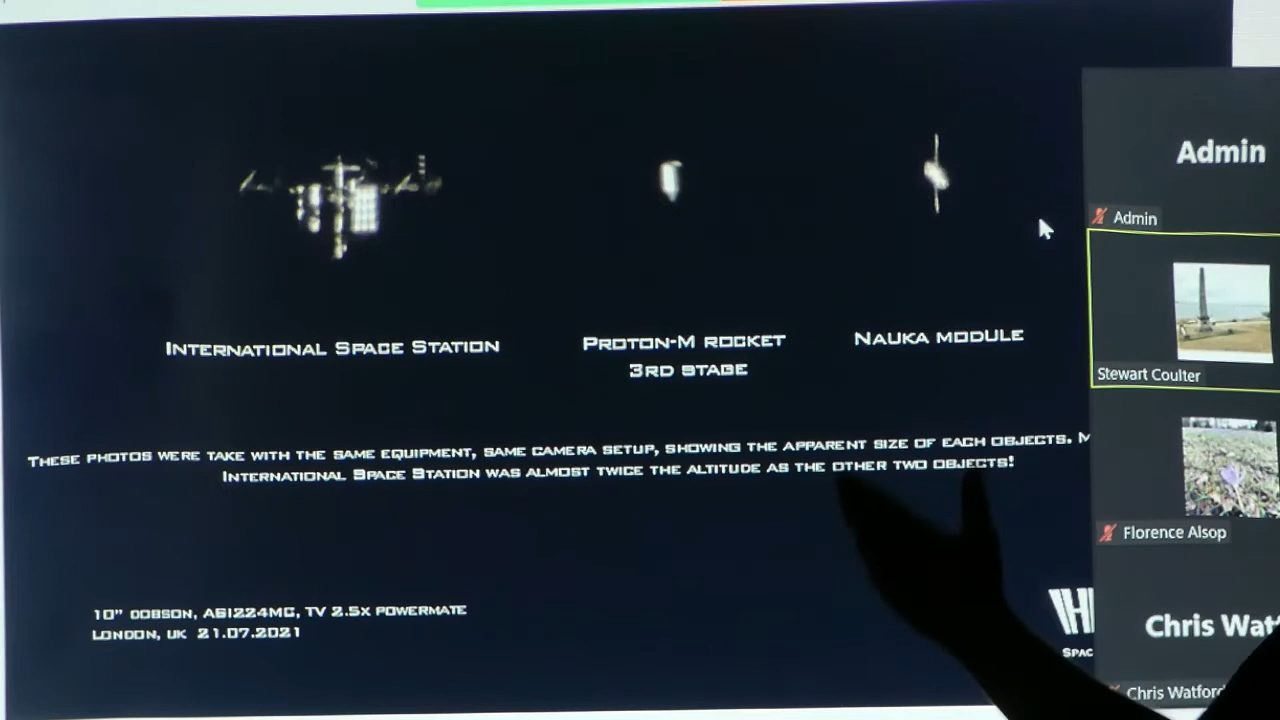 International Space Station
Proton-M rocket
3rd stage
Nauka module
These photos were take with the same equipment, same camera setup, showing the apparent size of each objects.
International Space Station was almost twice the altitude as the other two objects!
10" Dobson, ASI224MC, TV 2.5x Powermate
London, UK 21.07.2021
Admin
Admin
Stewart Coulter
Florence Alsop
Chris Wat
Chris Watford